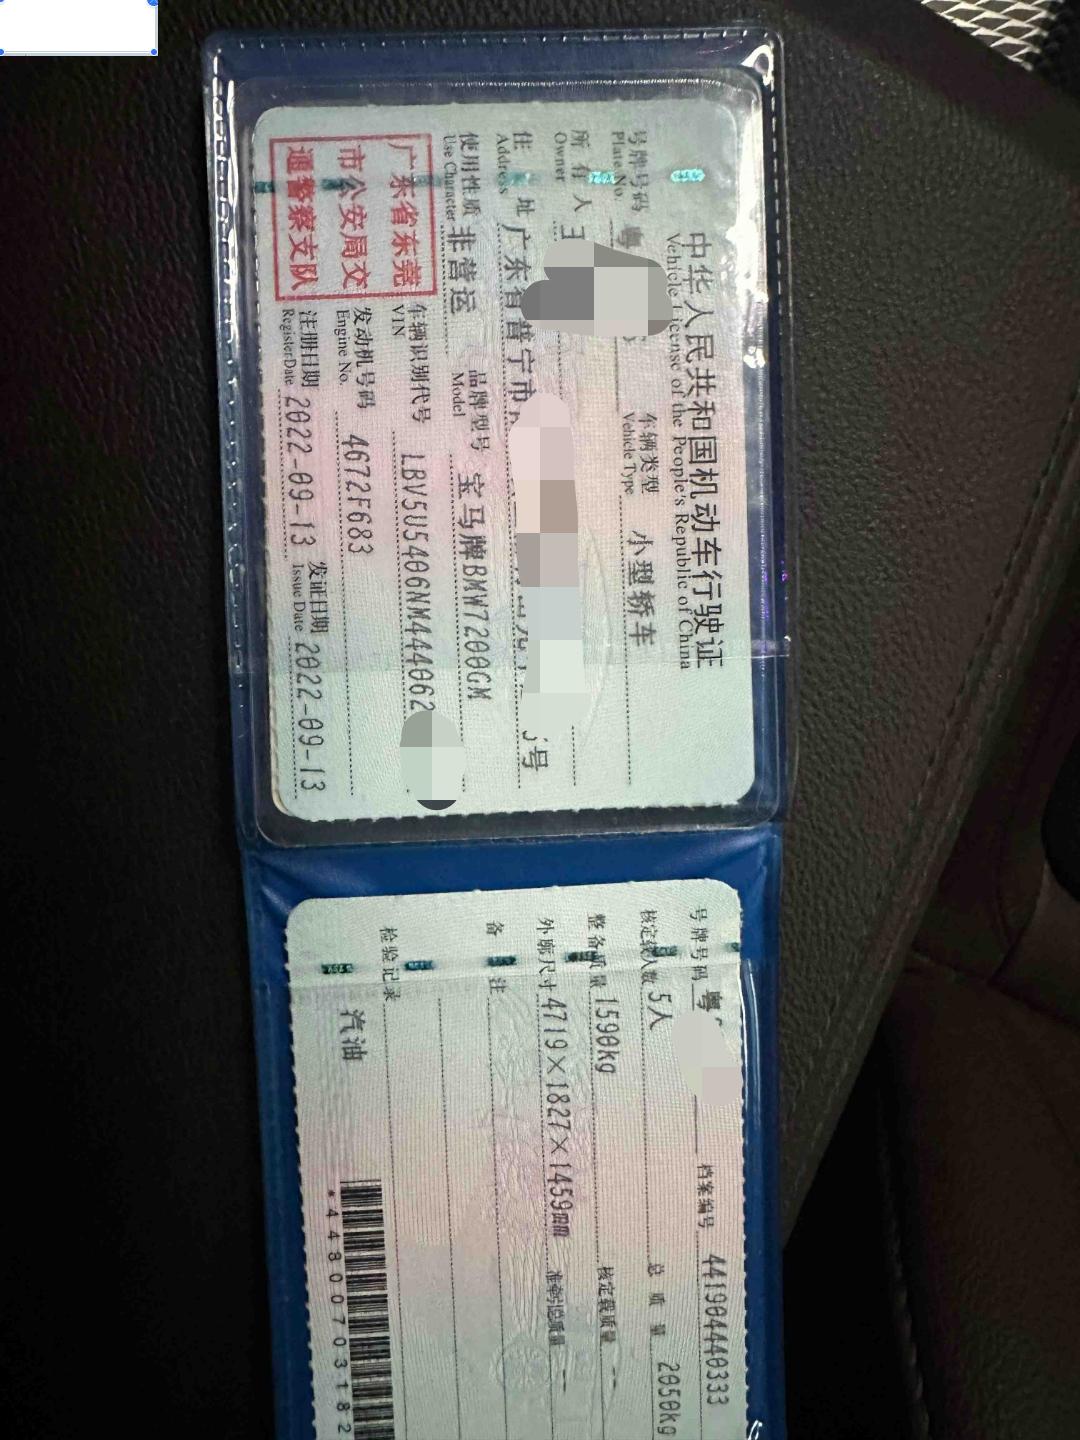 中华人民共和国机动车行驶证
Vehicle License of the People's Republic of China
号牌号码 粤 车辆类型 小型轿车
Plate No. Vehicle Type
所有人
Owner
住址 广东省普宁市 号
Address
使用性质 非营运 品牌型号 宝马牌BMW7200GM
Use Character Model
广东省东莞
市公安局交
通警察支队
车辆识别代号 LBV5U5406NM444062
VIN
发动机号码 4672F683
Engine No.
注册日期 2022-09-13 发证日期 2022-09-13
Register Date Issue Date
号牌号码 粤 档案编号 441904440333
核定载人数 5人 总质量 2050kg
整备质量 1590kg 核定载质量 --
外廓尺寸 4719×1827×1459mm 准牵引总质量 --
备注
检验记录
汽油
*44800703182